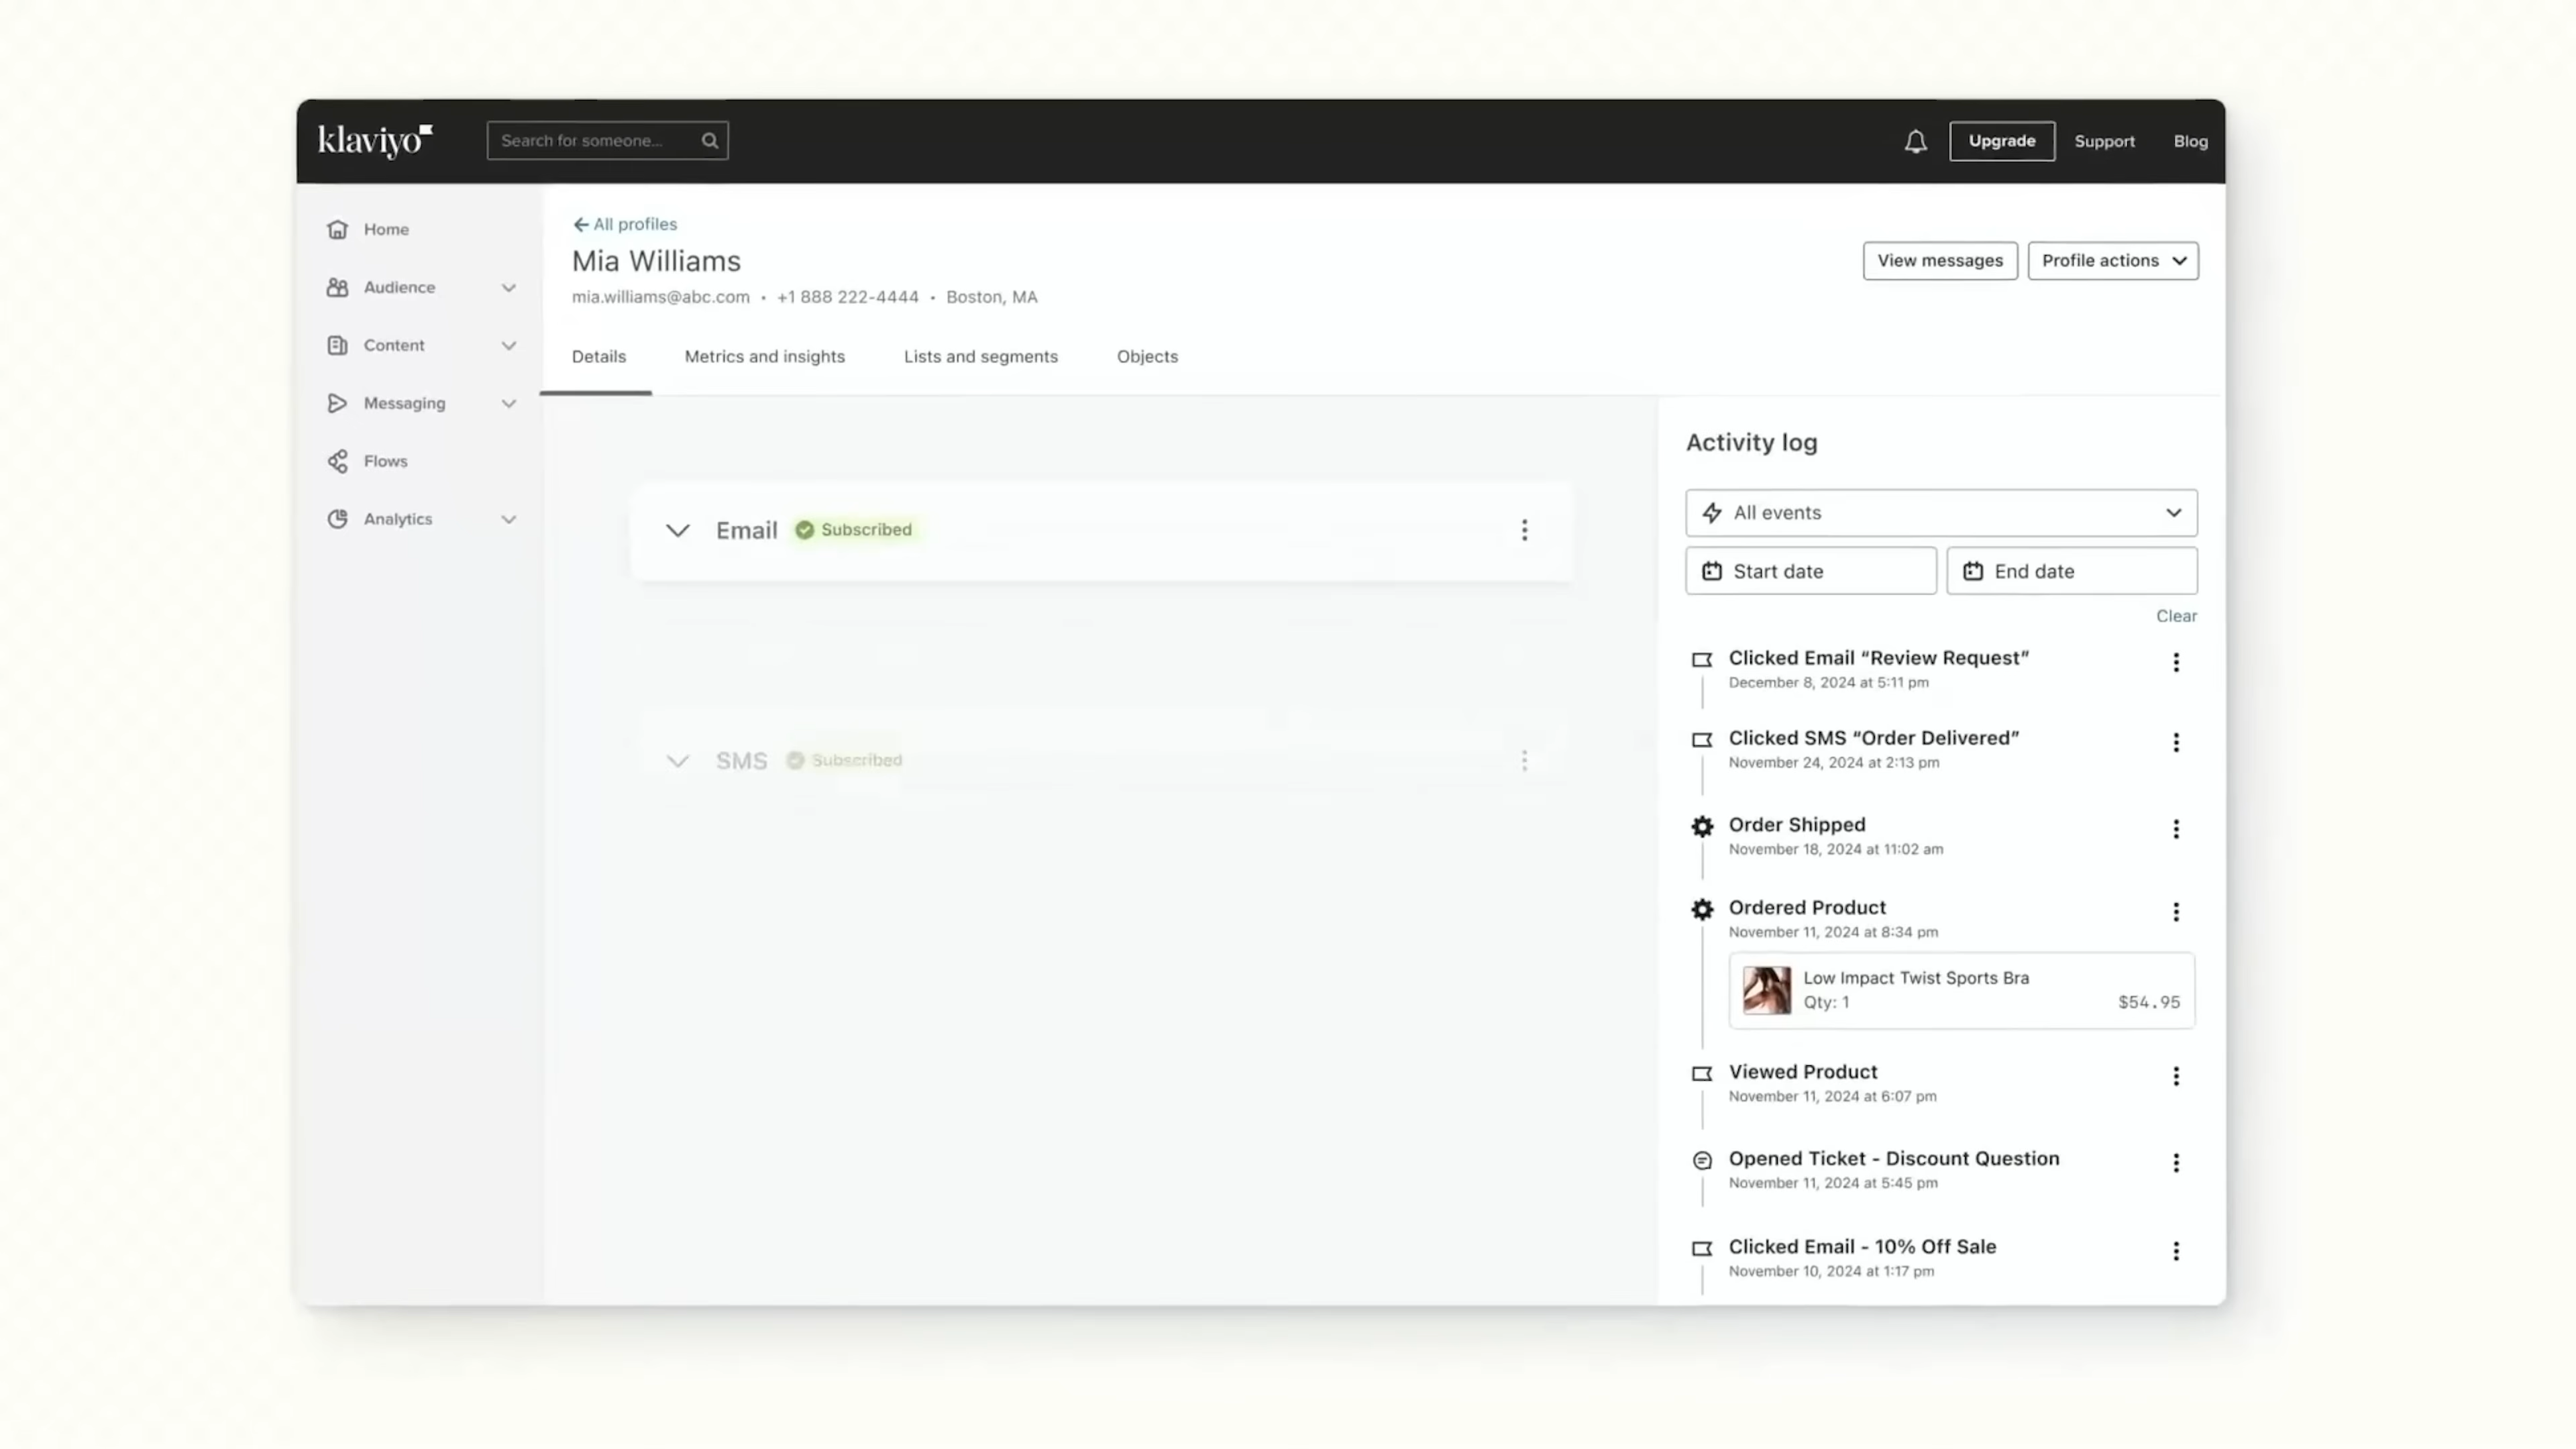 klaviyo
Search for someone...
Upgrade
Support
Blog
Home
Audience
Content
Messaging
Flows
Analytics
All profiles
Mia Williams
mia.williams@abc.com • +1 888 222-4444 • Boston, MA
View messages
Profile actions
Details
Metrics and insights
Lists and segments
Objects
Email
Subscribed
SMS
Subscribed
Activity log
All events
Start date
End date
Clear
Clicked Email “Review Request”
December 8, 2024 at 5:11 pm
Clicked SMS “Order Delivered”
November 24, 2024 at 2:13 pm
Order Shipped
November 18, 2024 at 11:02 am
Ordered Product
November 11, 2024 at 8:34 pm
Low Impact Twist Sports Bra
Qty: 1
$54.95
Viewed Product
November 11, 2024 at 6:07 pm
Opened Ticket - Discount Question
November 11, 2024 at 5:45 pm
Clicked Email - 10% Off Sale
November 10, 2024 at 1:17 pm